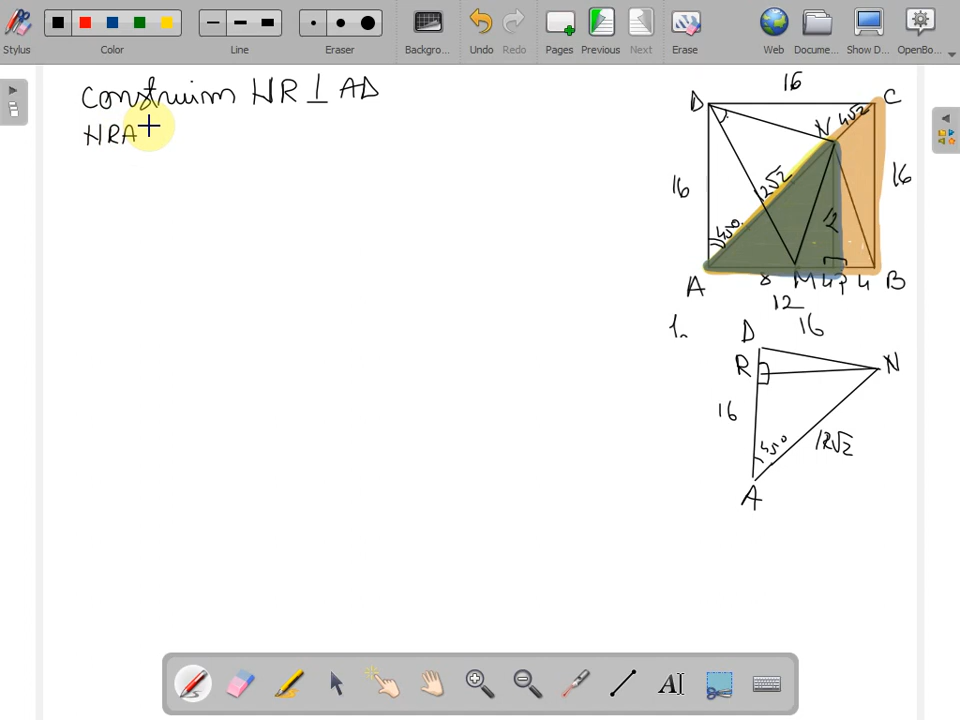 Stylus
Color
Line
Eraser
Backgro...
Undo
Redo
Pages
Previous
Next
Erase
Web
Docume...
Show D...
OpenBo...
construim NR ⊥ AD
NRA
16
D
C
N
4√2
16
12√2
16
45°
12
A
8
M
4
P
4
B
12
1.
D
16
R
N
16
45°
12√2
A